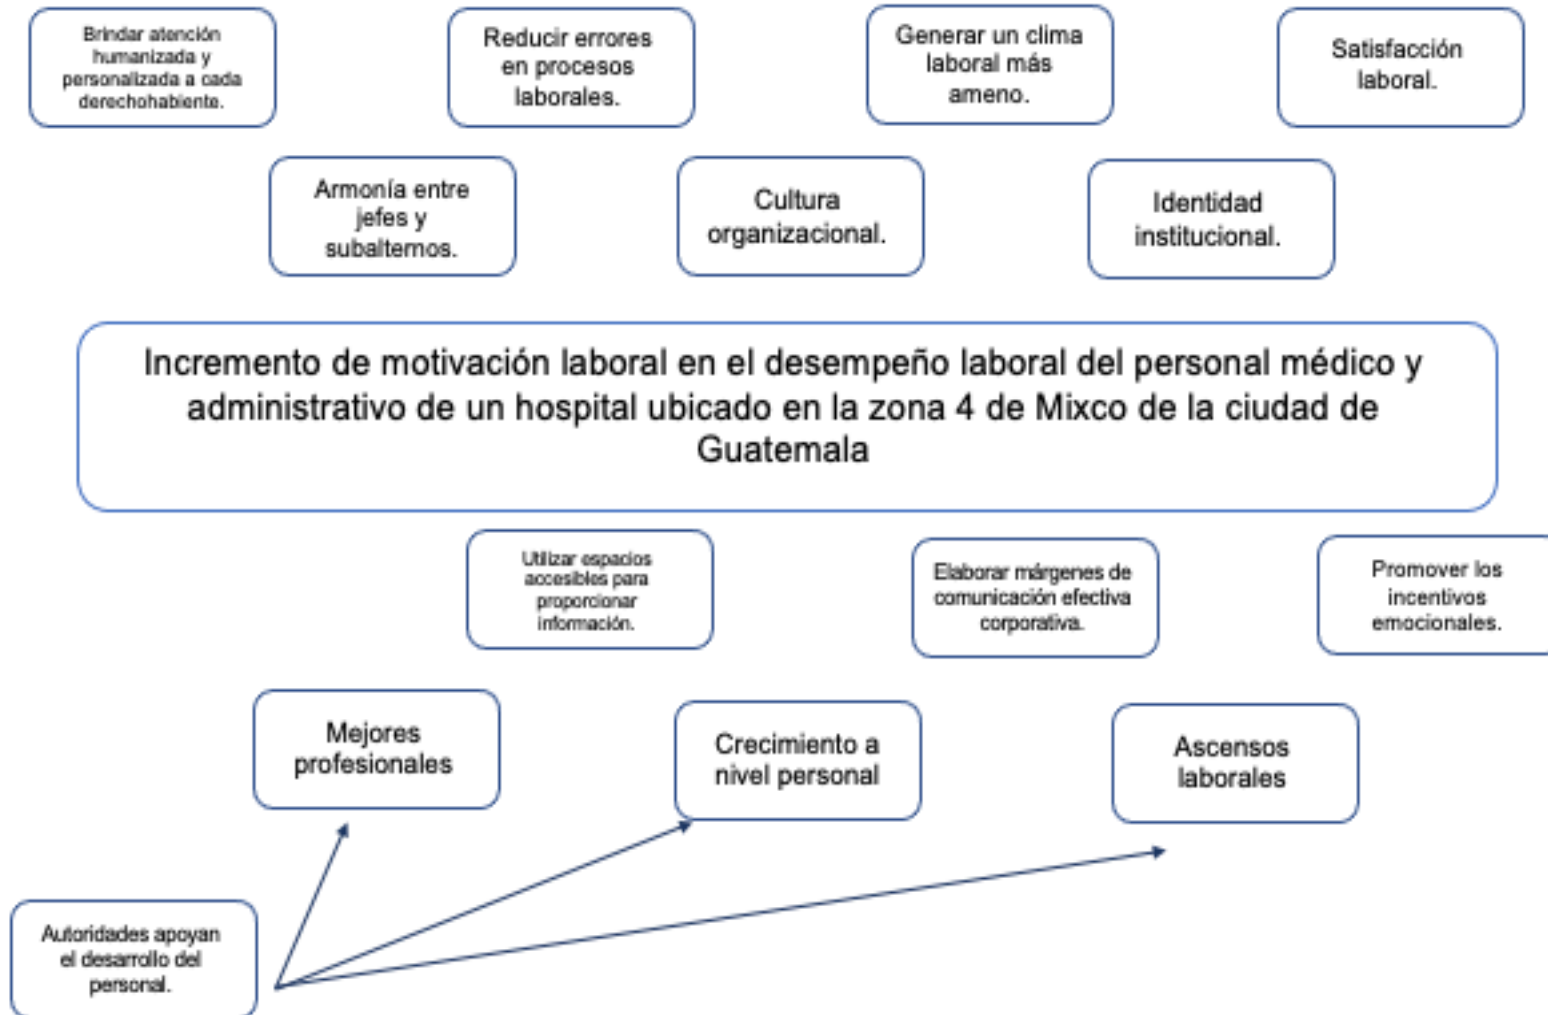 Brindar atención
humanizada y
personalizada a cada
derechohabiente.
Reducir errores
en procesos
laborales.
Generar un clima
laboral más
ameno.
Satisfacción
laboral.
Armonía entre
jefes y
subalternos.
Cultura
organizacional.
Identidad
institucional.
Incremento de motivación laboral en el desempeño laboral del personal médico y
administrativo de un hospital ubicado en la zona 4 de Mixco de la ciudad de
Guatemala
Utilizar espacios
accesibles para
proporcionar
información.
Elaborar márgenes de
comunicación efectiva
corporativa.
Promover los
incentivos
emocionales.
Mejores
profesionales
Crecimiento a
nivel personal
Ascensos
laborales
Autoridades apoyan
el desarrollo del
personal.